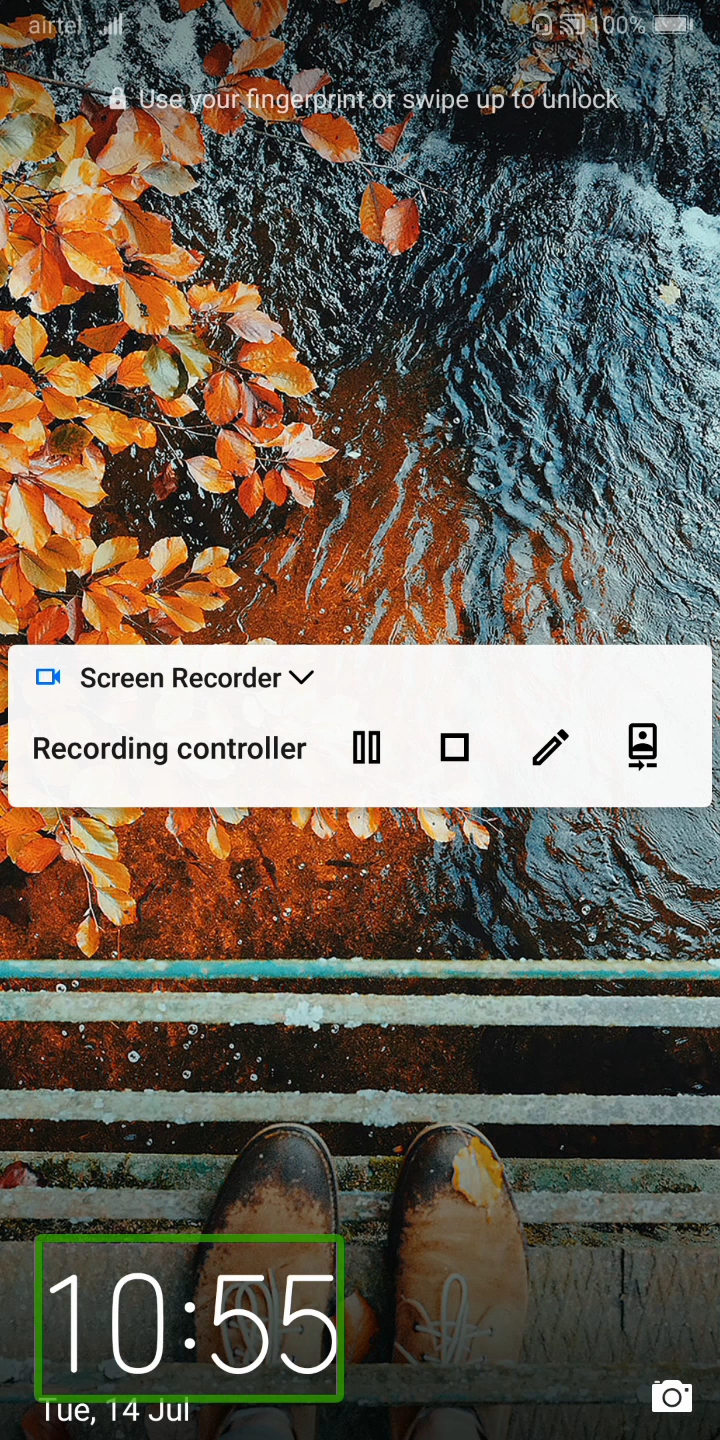 airtel 100%
Use your fingerprint or swipe up to unlock
Screen Recorder
Recording controller
10:55
Tue, 14 Jul